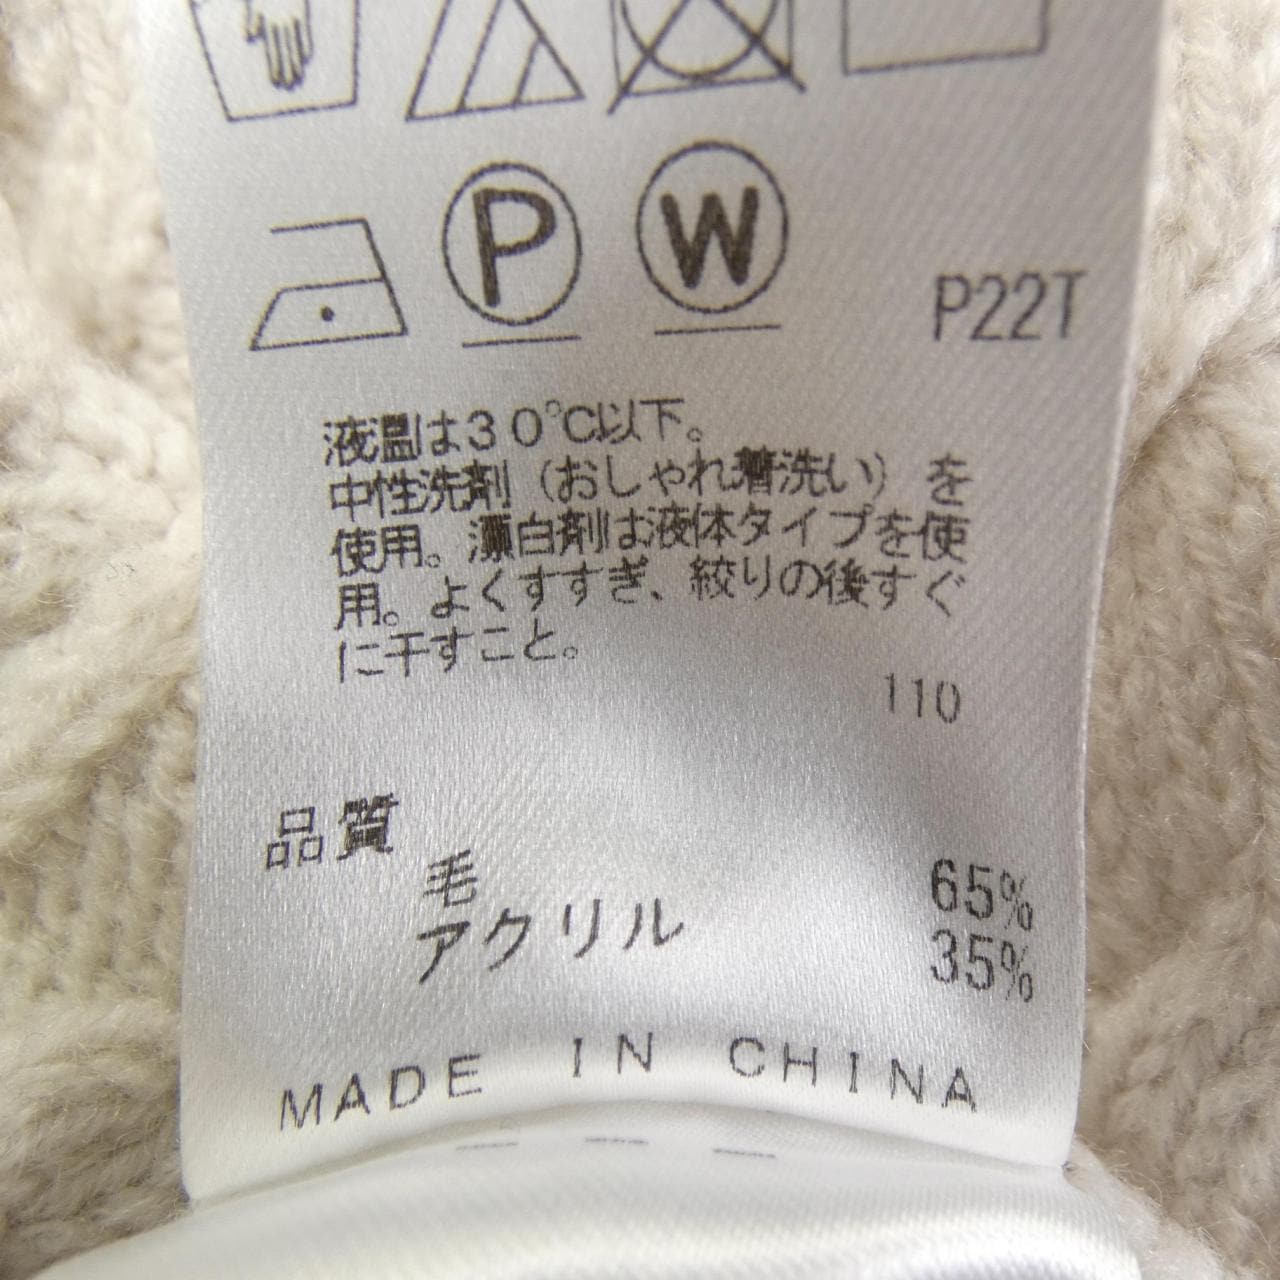 P
W
P22T
液温は30℃以下。
中性洗剤(おしゃれ着洗い)を
使用。漂白剤は液体タイプを使
用。よくすすぎ、絞りの後すぐ
に干すこと。
110
品質
毛 65%
アクリル 35%
MADE IN CHINA